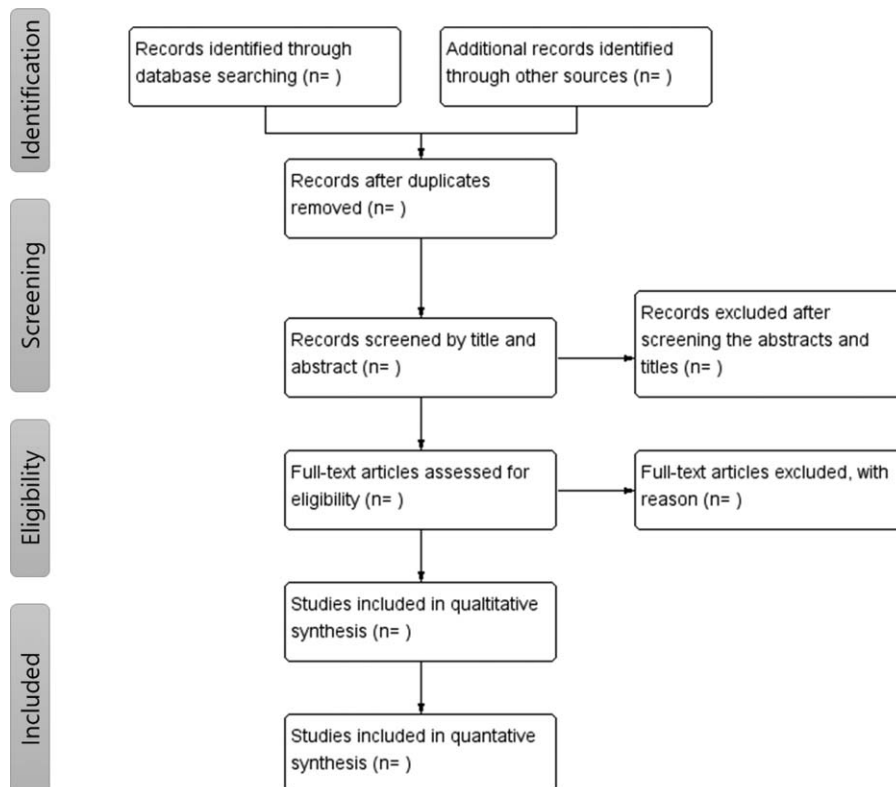 Identification
Records identified through
database searching (n= )
Additional records identified
through other sources (n= )
Records after duplicates
removed (n= )
Screening
Records screened by title and
abstract (n= )
Records excluded after
screening the abstracts and
titles (n= )
Eligibility
Full-text articles assessed for
eligibility (n= )
Full-text articles excluded, with
reason (n= )
Included
Studies included in qualtitative
synthesis (n= )
Studies included in quantative
synthesis (n= )